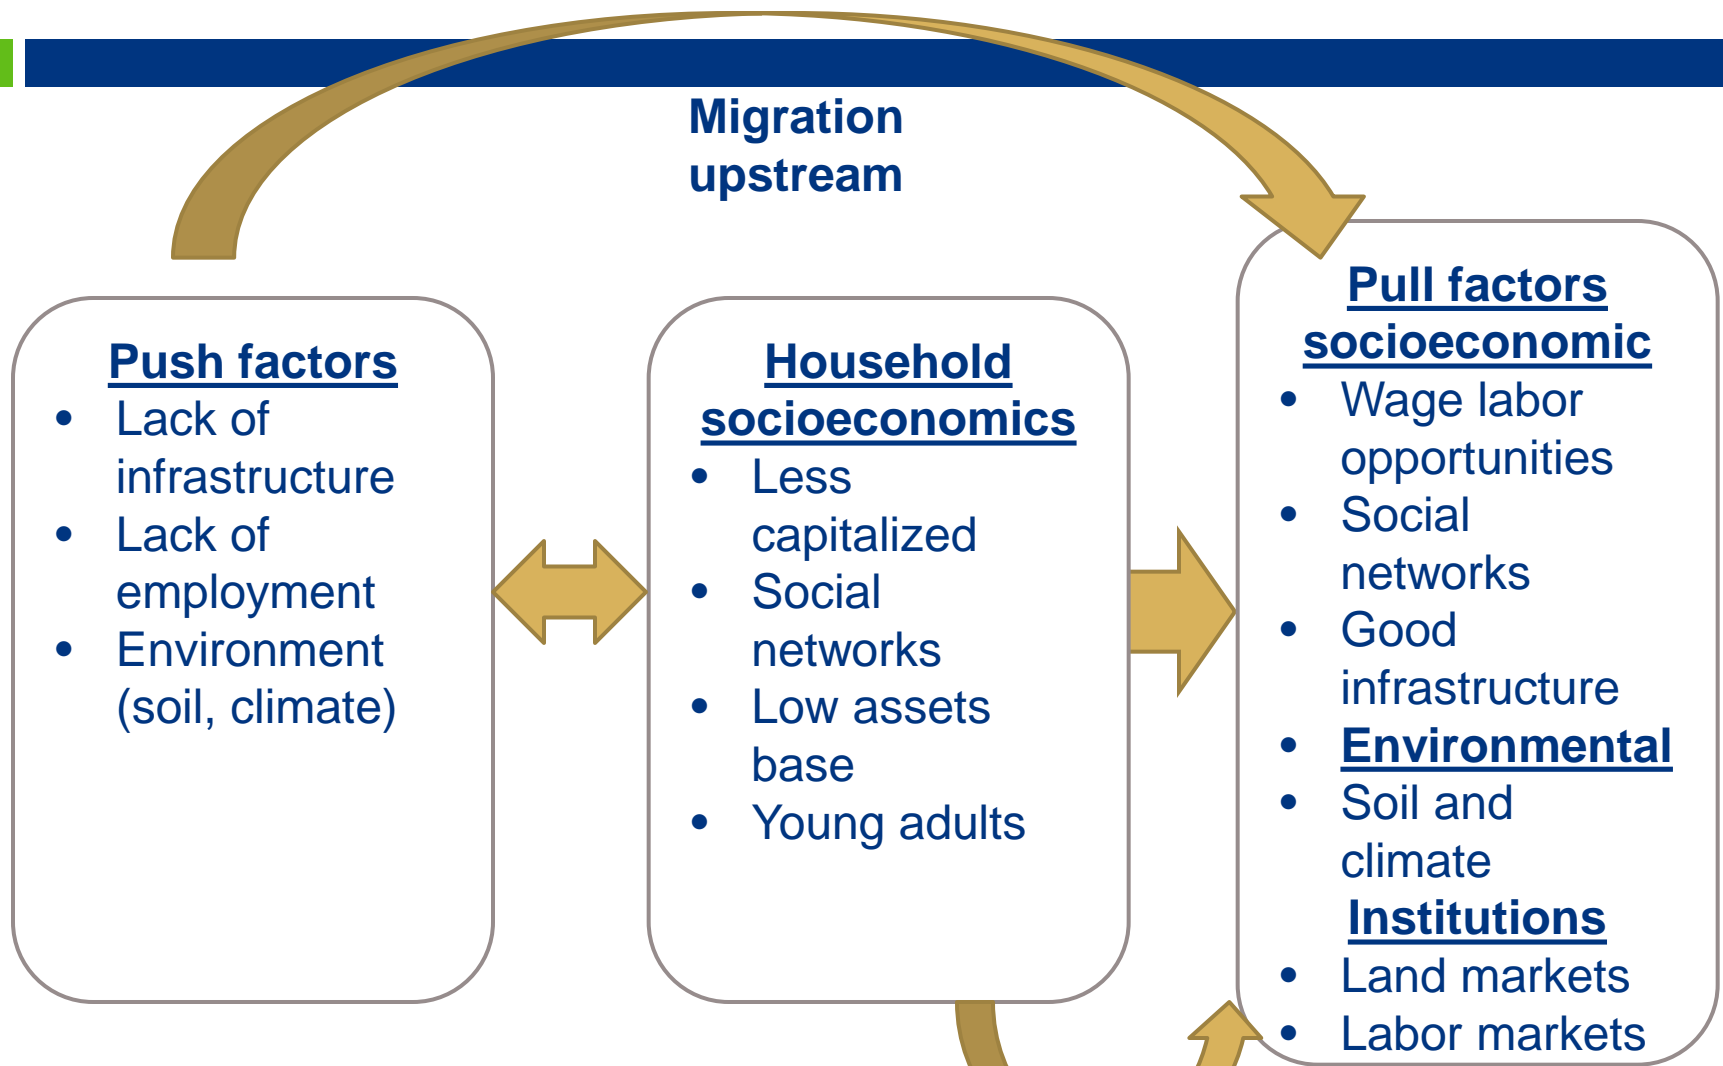 Migration
upstream
Push factors
• Lack of
infrastructure
• Lack of
employment
• Environment
(soil, climate)
Household
socioeconomics
• Less
capitalized
• Social
networks
• Low assets
base
• Young adults
Pull factors
socioeconomic
• Wage labor
opportunities
• Social
networks
• Good
infrastructure
• Environmental
• Soil and
climate
Institutions
• Land markets
• Labor markets